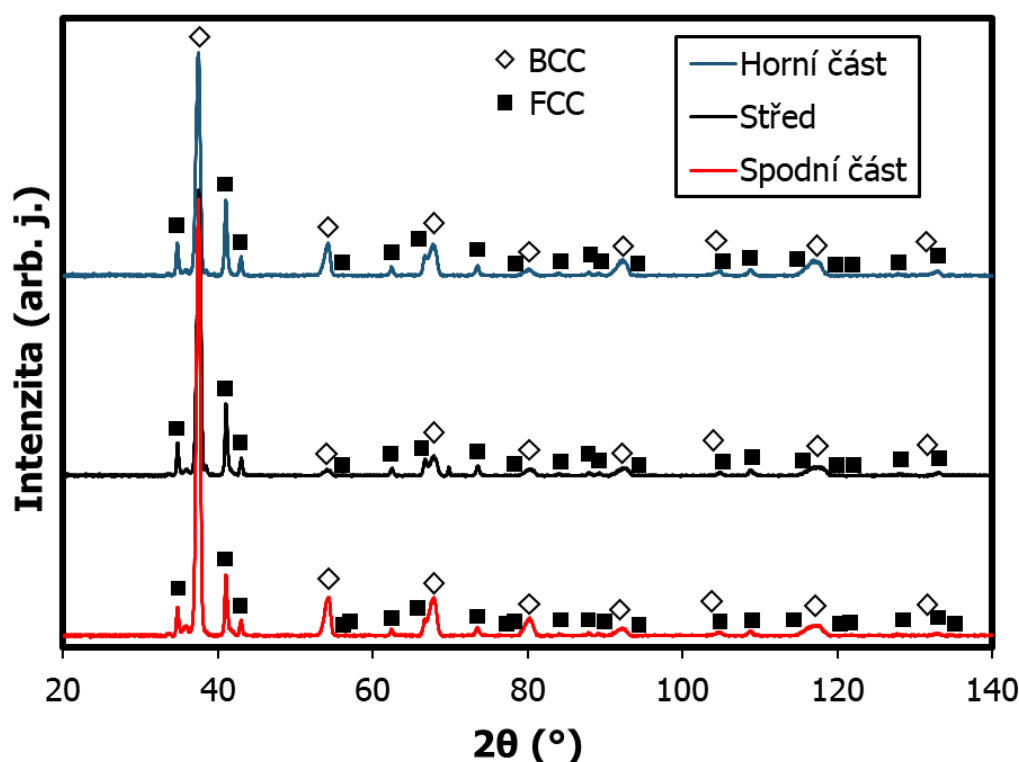 BCC
FCC
Horní část
Střed
Spodní část
Intenzita (arb. j.)
20 40 60 80 100 120 140
2θ (°)